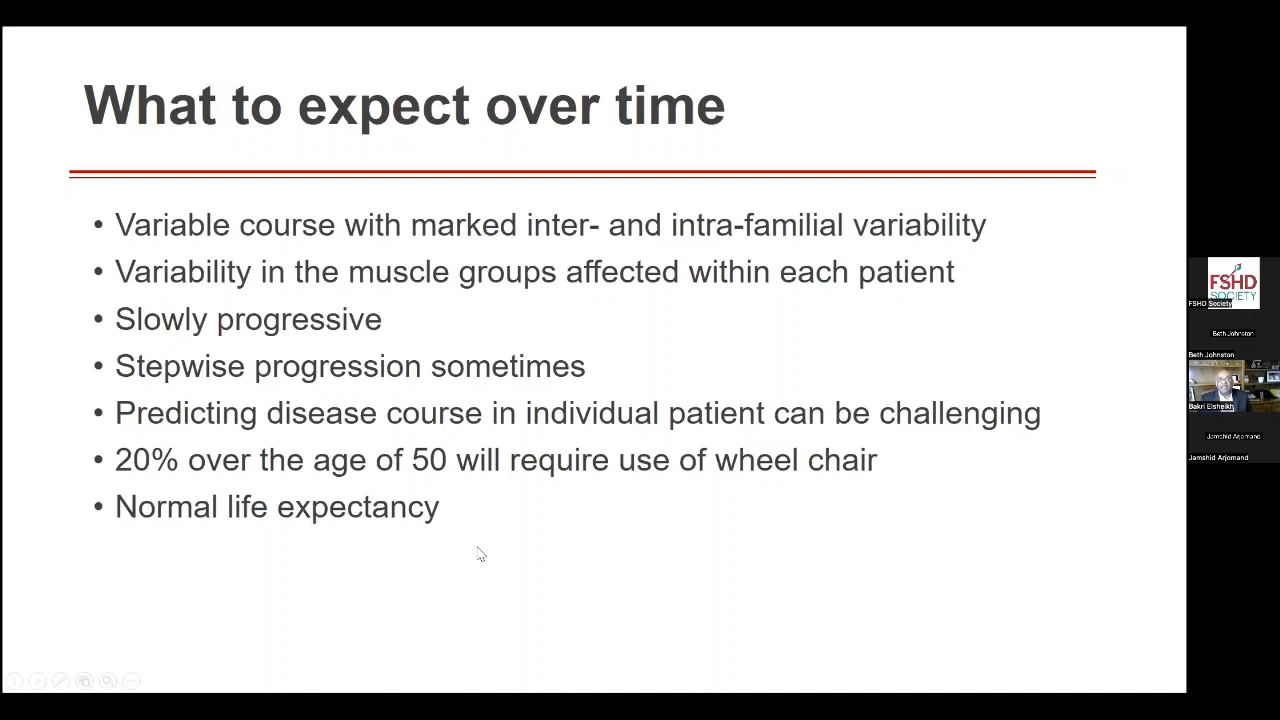 What to expect over time
• Variable course with marked inter- and intra-familial variability
• Variability in the muscle groups affected within each patient
• Slowly progressive
• Stepwise progression sometimes
• Predicting disease course in individual patient can be challenging
• 20% over the age of 50 will require use of wheel chair
• Normal life expectancy
FSHD
SOCIETY
FSHD Society
Beth Johnston
Beth Johnston
Bakri Elsheikh
Jamshid Arjomand
Jamshid Arjomand